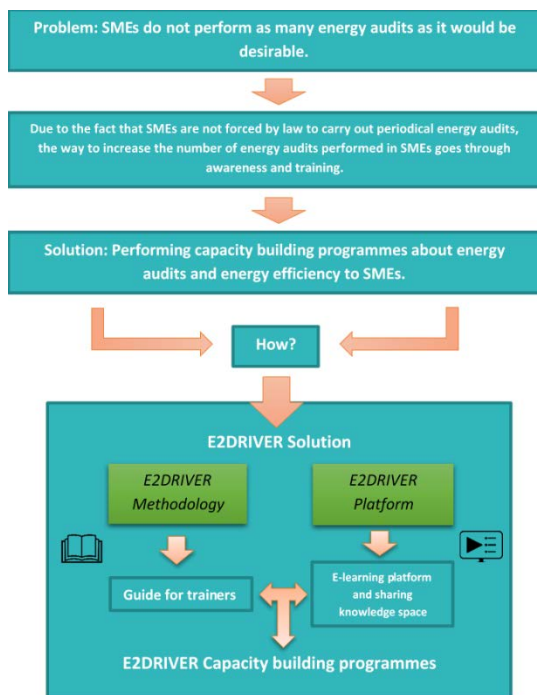 Problem: SMEs do not perform as many energy audits as it would be
desirable.
Due to the fact that SMEs are not forced by law to carry out periodical energy audits,
the way to increase the number of energy audits performed in SMEs goes through
awareness and training.
Solution: Performing capacity building programmes about energy
audits and energy efficiency to SMEs.
How?
E2DRIVER Solution
E2DRIVER
Methodology
E2DRIVER
Platform
Guide for trainers
E-learning platform
and sharing
knowledge space
E2DRIVER Capacity building programmes